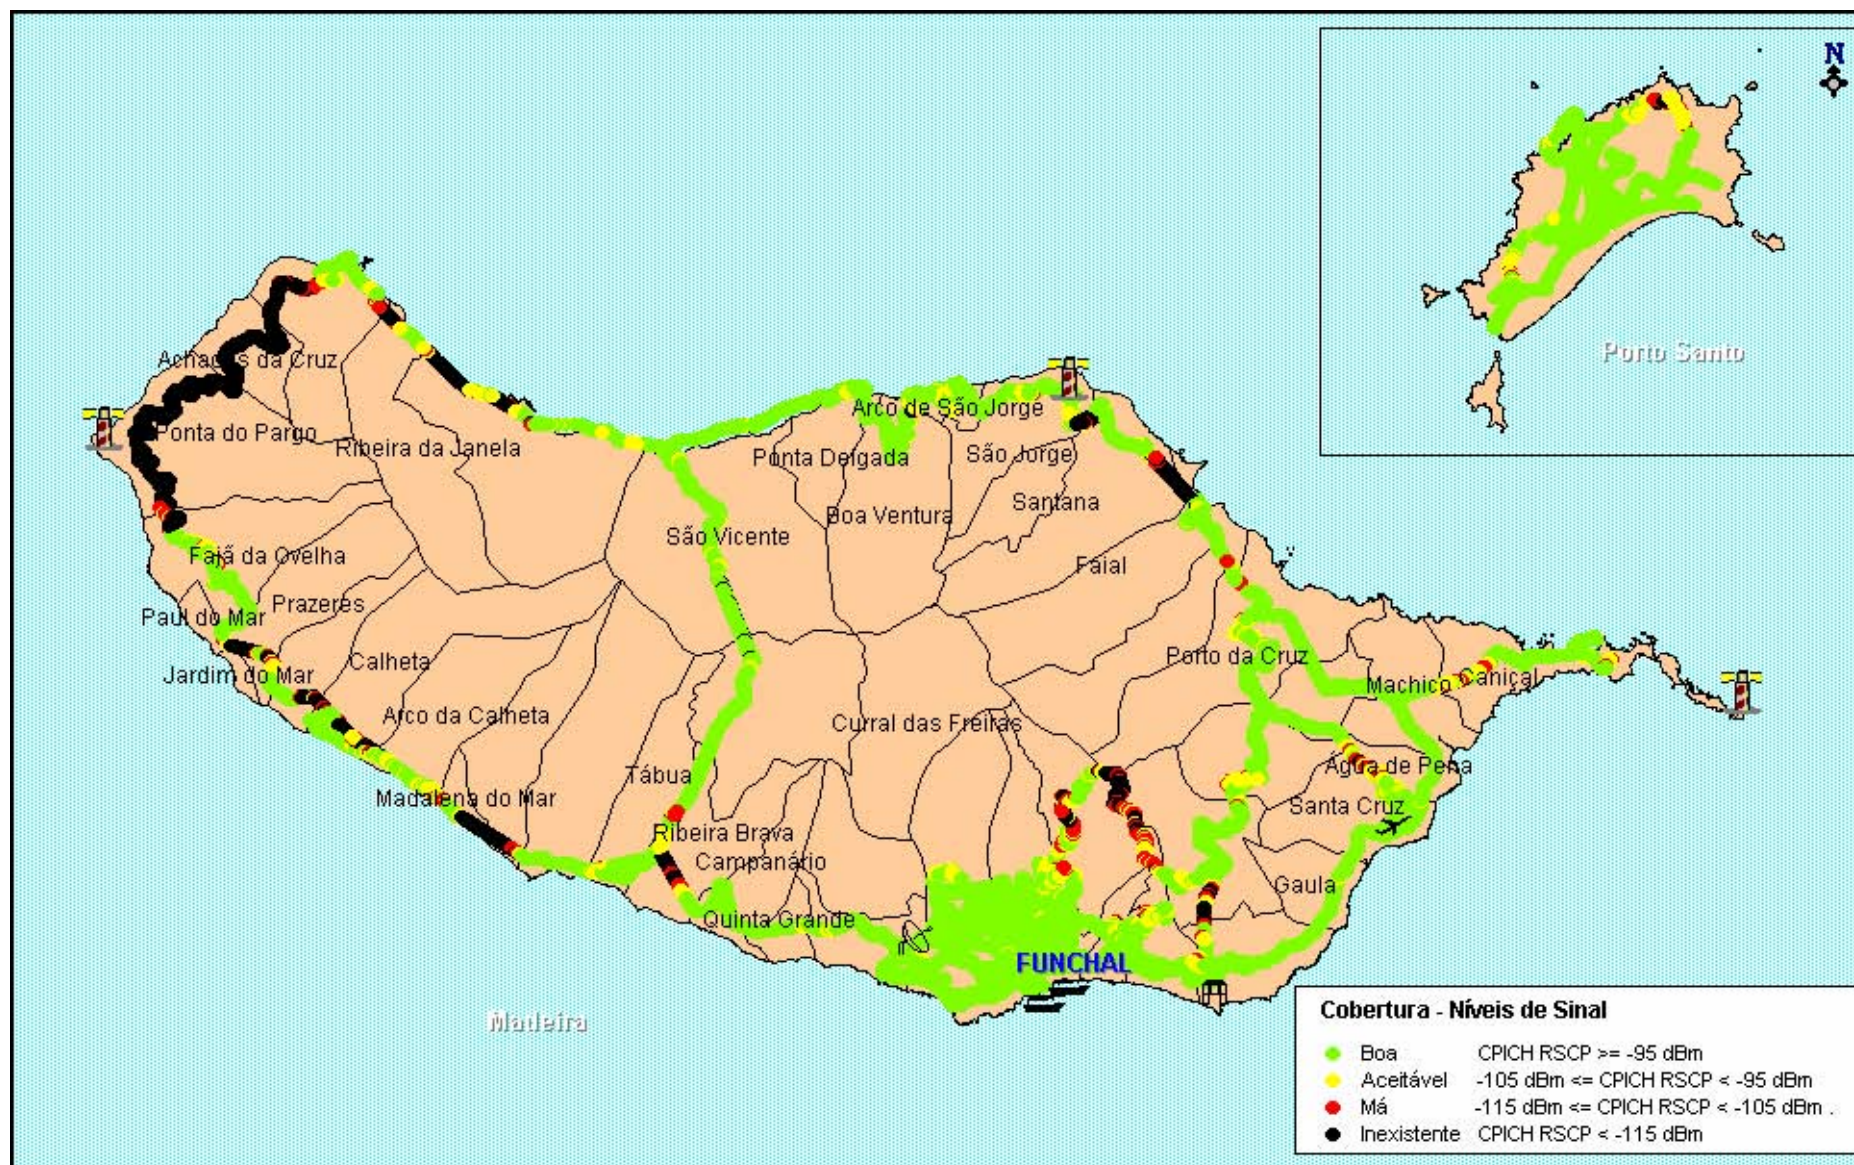 N
Porto Santo
Achadas da Cruz
Ponta do Pargo
Ribeira da Janela
Arco de São Jorge
Ponta Delgada
São Jorge
Santana
Boa Ventura
São Vicente
Faial
Fajã da Ovelha
Prazeres
Paul do Mar
Calheta
Jardim do Mar
Porto da Cruz
Machico
Caniçal
Arco da Calheta
Curral das Freiras
Tábua
Água de Pena
Madalena do Mar
Santa Cruz
Ribeira Brava
Campanário
Gaula
Quinta Grande
FUNCHAL
Madeira
Cobertura - Níveis de Sinal
Boa CPICH RSCP >= -95 dBm
Aceitável -105 dBm <= CPICH RSCP < -95 dBm
Má -115 dBm <= CPICH RSCP < -105 dBm .
Inexistente CPICH RSCP < -115 dBm